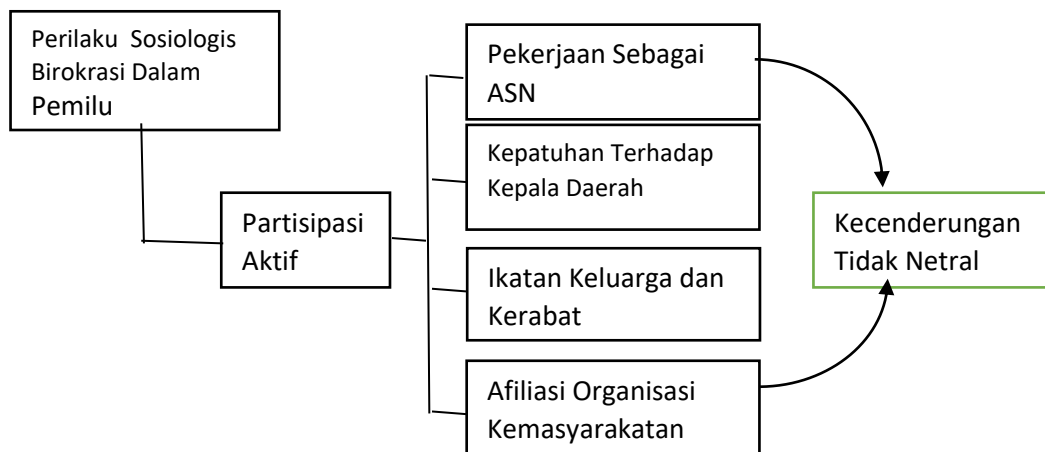 Perilaku Sosiologis
Birokrasi Dalam
Pemilu
Partisipasi
Aktif
Pekerjaan Sebagai
ASN
Kepatuhan Terhadap
Kepala Daerah
Ikatan Keluarga dan
Kerabat
Afiliasi Organisasi
Kemasyarakatan
Kecenderungan
Tidak Netral